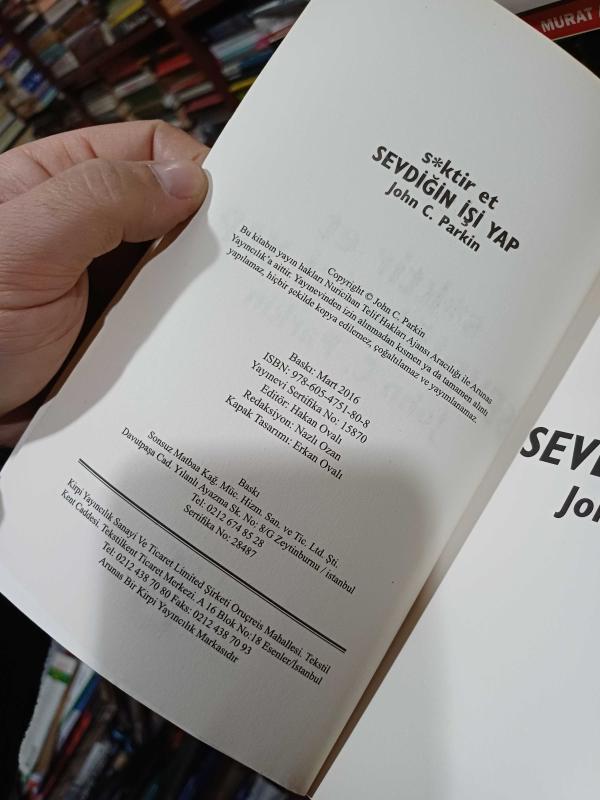 s*ktir et
SEVDİĞİN İŞİ YAP
John C. Parkin
Copyright © John C. Parkin
Bu kitabın yayın hakları Nuricihan Telif Hakları Ajansı Aracılığı ile Arunas
Yayıncılık'a aittir. Yayınevinden izin alınmadan kısmen ya da tamamen alıntı
yapılamaz, hiçbir şekilde kopya edilemez, çoğaltılamaz ve yayımlanamaz.
Baskı: Mart 2016
ISBN: 978-605-4751-80-8
Yayınevi Sertifika No: 15870
Editör: Hakan Ovalı
Redaksiyon: Nazlı Ozan
Kapak Tasarımı: Erkan Ovalı
Baskı
Sonsuz Matbaa Kağ. Müc. Hizm. San. ve Tic. Ltd. Şti.
Davutpaşa Cad. Yılanlı Ayazma Sk. No: 8/G Zeytinburnu / istanbul
Tel: 0212 674 85 28
Sertifika No: 28487
Kirpi Yayıncılık Sanayi Ve Ticaret Limited Şirketi Oruçreis Mahallesi. Tekstil
Kent Caddesi. Tekstilkent Ticaret Merkezi. A 16 Blok No:18 Esenler/İstanbul
Tel: 0212 438 70 80 Faks: 0212 438 70 93
Arunas Bir Kirpi Yayıncılık Markasıdır
MURAT